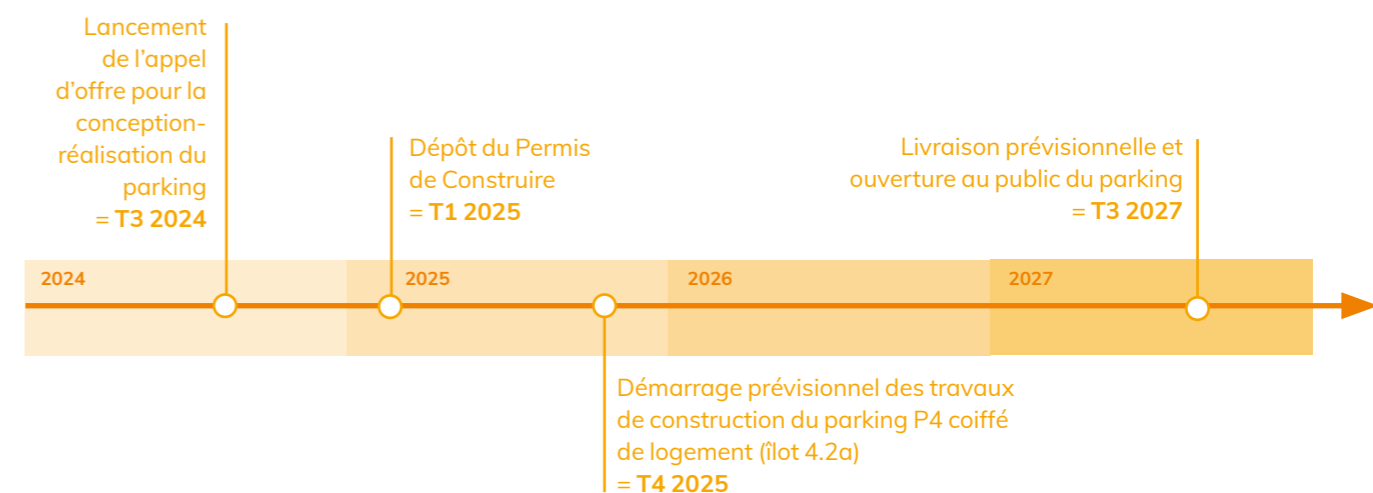 Lancement
de l’appel
d’offre pour la
conception-
réalisation du
parking
= T3 2024
Dépôt du Permis
de Construire
= T1 2025
Livraison prévisionnelle et
ouverture au public du parking
= T3 2027
2024
2025
2026
2027
Démarrage prévisionnel des travaux
de construction du parking P4 coiffé
de logement (îlot 4.2a)
= T4 2025